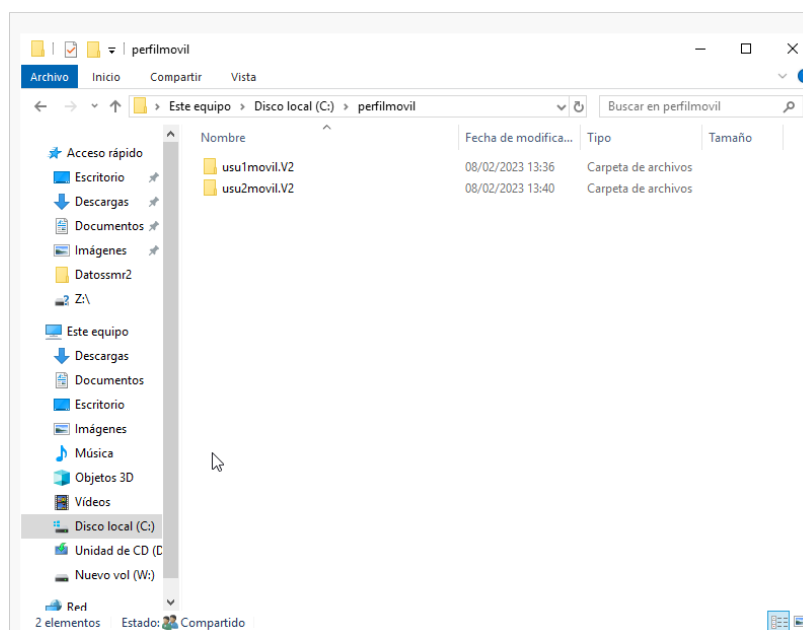 perfilmovil
Archivo Inicio Compartir Vista
Este equipo > Disco local (C:) > perfilmovil Buscar en perfilmovil
Nombre Fecha de modifica... Tipo Tamaño
Acceso rápido
usu1movil.V2 08/02/2023 13:36 Carpeta de archivos
Escritorio
usu2movil.V2 08/02/2023 13:40 Carpeta de archivos
Descargas
Documentos
Imágenes
Datossmr2
Z:\
Este equipo
Descargas
Documentos
Escritorio
Imágenes
Música
Objetos 3D
Vídeos
Disco local (C:)
Unidad de CD (D
Nuevo vol (W:)
Red
2 elementos Estado: Compartido